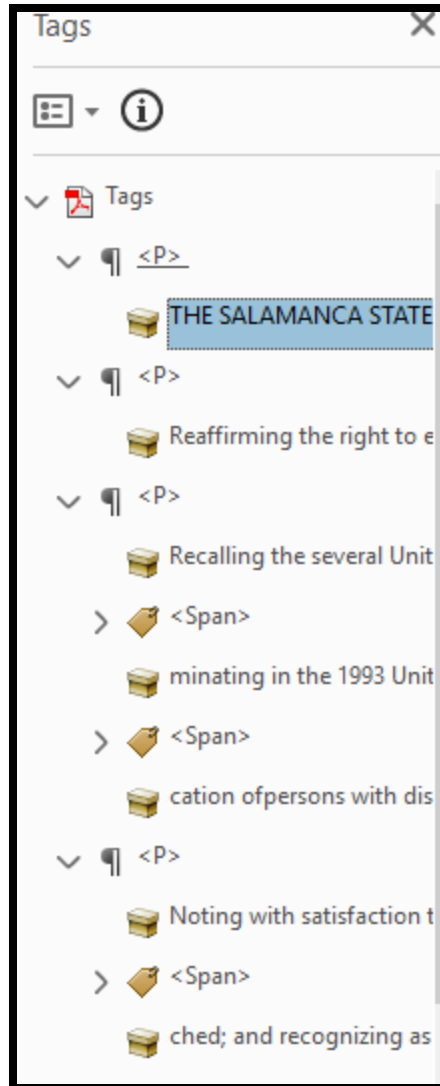 Tags
Tags
<P>
THE SALAMANCA STATE
<P>
Reaffirming the right to e
<P>
Recalling the several Unit
<Span>
minating in the 1993 Unit
<Span>
cation ofpersons with dis
<P>
Noting with satisfaction t
<Span>
ched; and recognizing as